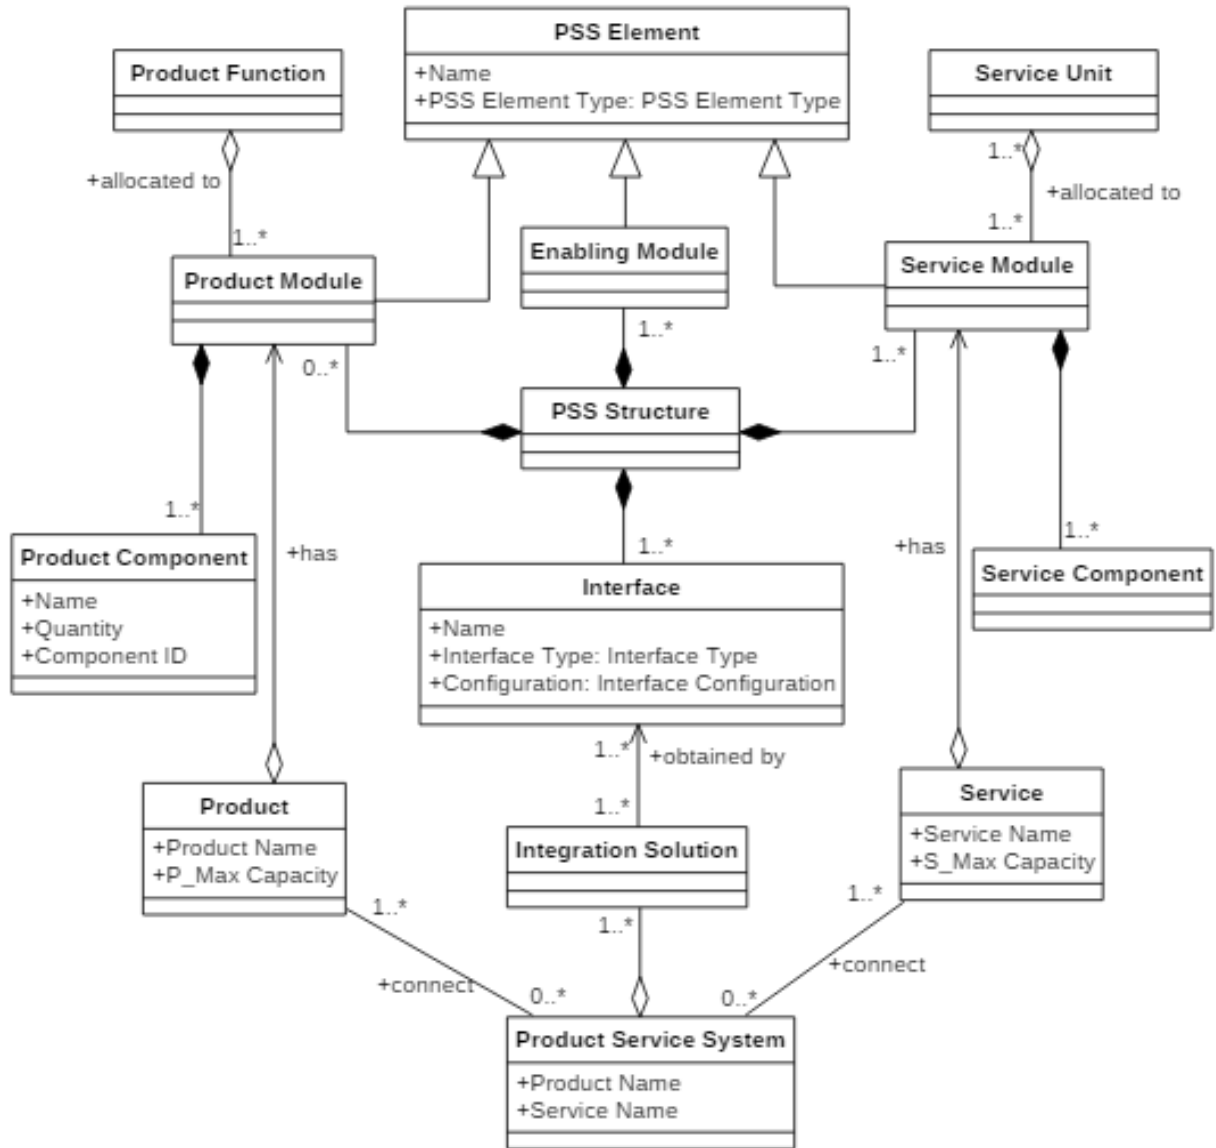 PSS Element
+Name
+PSS Element Type: PSS Element Type
Product Function
Service Unit
+allocated to
1..*
1..*
+allocated to
1..*
Product Module
Enabling Module
Service Module
0..*
1..*
1..*
PSS Structure
1..*
Product Component
+Name
+Quantity
+Component ID
+has
1..*
+has
1..*
Service Component
Interface
+Name
+Interface Type: Interface Type
+Configuration: Interface Configuration
1..*
+obtained by
1..*
Product
+Product Name
+P_Max Capacity
Integration Solution
Service
+Service Name
+S_Max Capacity
1..*
1..*
1..*
+connect
+connect
0..*
0..*
Product Service System
+Product Name
+Service Name